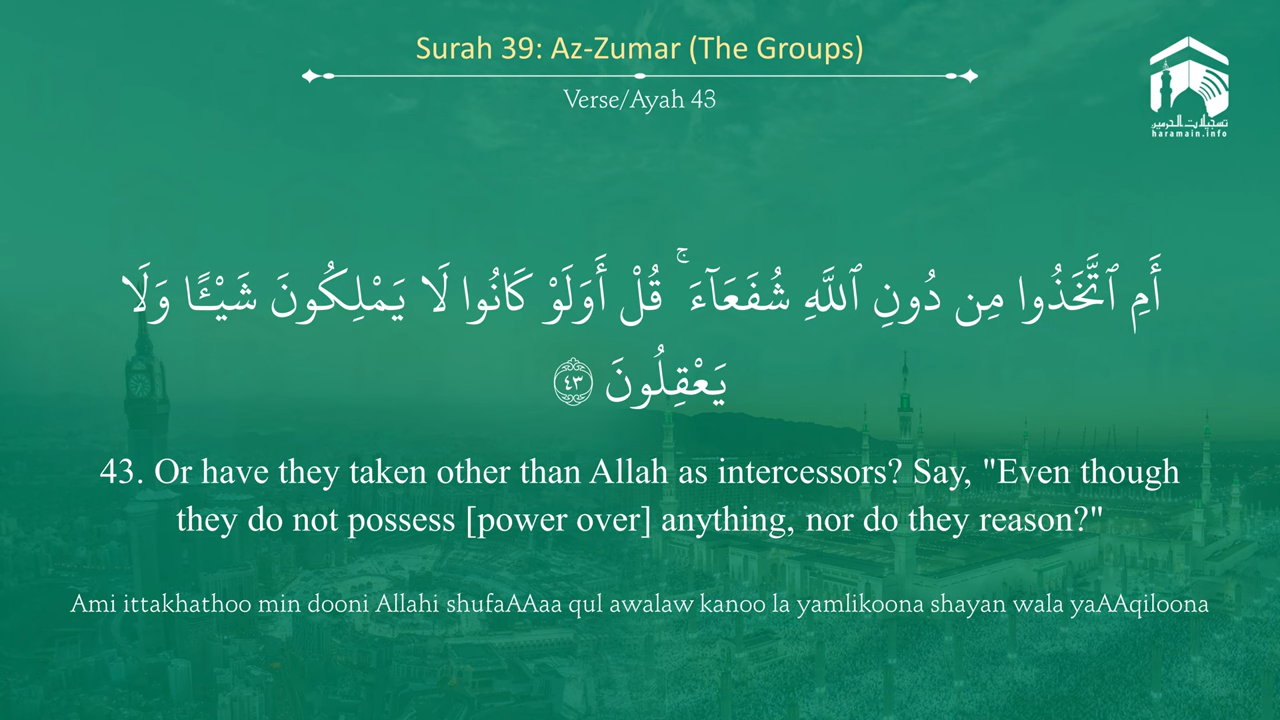 Surah 39: Az-Zumar (The Groups)
Verse/Ayah 43
تسجيلات الحرمين
haramain.info
أَمِ ٱتَّخَذُوا مِن دُونِ ٱللَّهِ شُفَعَآءَ ۚ قُلْ أَوَلَوْ كَانُوا لَا يَمْلِكُونَ شَيْـًٔا وَلَا
يَعْقِلُونَ ٤٣
43. Or have they taken other than Allah as intercessors? Say, "Even though
they do not possess [power over] anything, nor do they reason?"
Ami ittakhathoo min dooni Allahi shufaAAaa qul awalaw kanoo la yamlikoona shayan wala yaAAqiloona